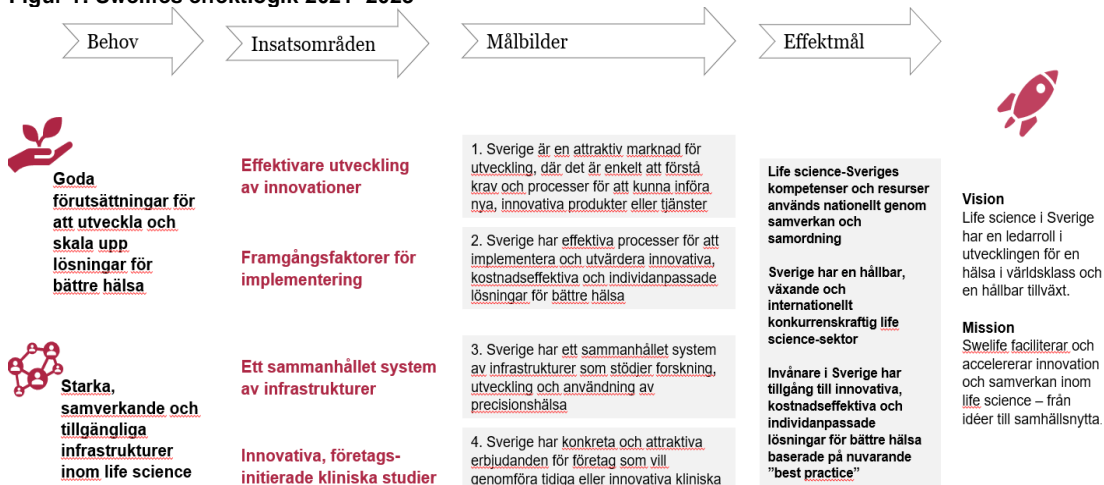 Figur 1. Swelifes effektlogik 2021–2023
Behov
Insatsområden
Målbilder
Effektmål
Goda
förutsättningar för
att utveckla och
skala upp
lösningar för
bättre hälsa
Effektivare utveckling
av innovationer
Framgångsfaktorer för
implementering
1. Sverige är en attraktiv marknad för
utveckling, där det är enkelt att förstå
krav och processer för att kunna införa
nya, innovativa produkter eller tjänster
2. Sverige har effektiva processer för att
implementera och utvärdera innovativa,
kostnadseffektiva och individanpassade
lösningar för bättre hälsa
Starka,
samverkande och
tillgängliga
infrastrukturer
inom life science
Ett sammanhållet system
av infrastrukturer
Innovativa, företags-
initierade kliniska studier
3. Sverige har ett sammanhållet system
av infrastrukturer som stödjer forskning,
utveckling och användning av
precisionshälsa
4. Sverige har konkreta och attraktiva
erbjudanden för företag som vill
genomföra tidiga eller innovativa kliniska
Life science-Sveriges
kompetenser och resurser
används nationellt genom
samverkan och
samordning
Sverige har en hållbar,
växande och
internationellt
konkurrenskraftig life
science-sektor
Invånare i Sverige har
tillgång till innovativa,
kostnadseffektiva och
individanpassade
lösningar för bättre hälsa
baserade på nuvarande
”best practice”
Vision
Life science i Sverige
har en ledarroll i
utvecklingen för en
hälsa i världsklass och
en hållbar tillväxt.
Mission
Swelife faciliterar och
accelererar innovation
och samverkan inom
life science – från
idéer till samhällsnytta.